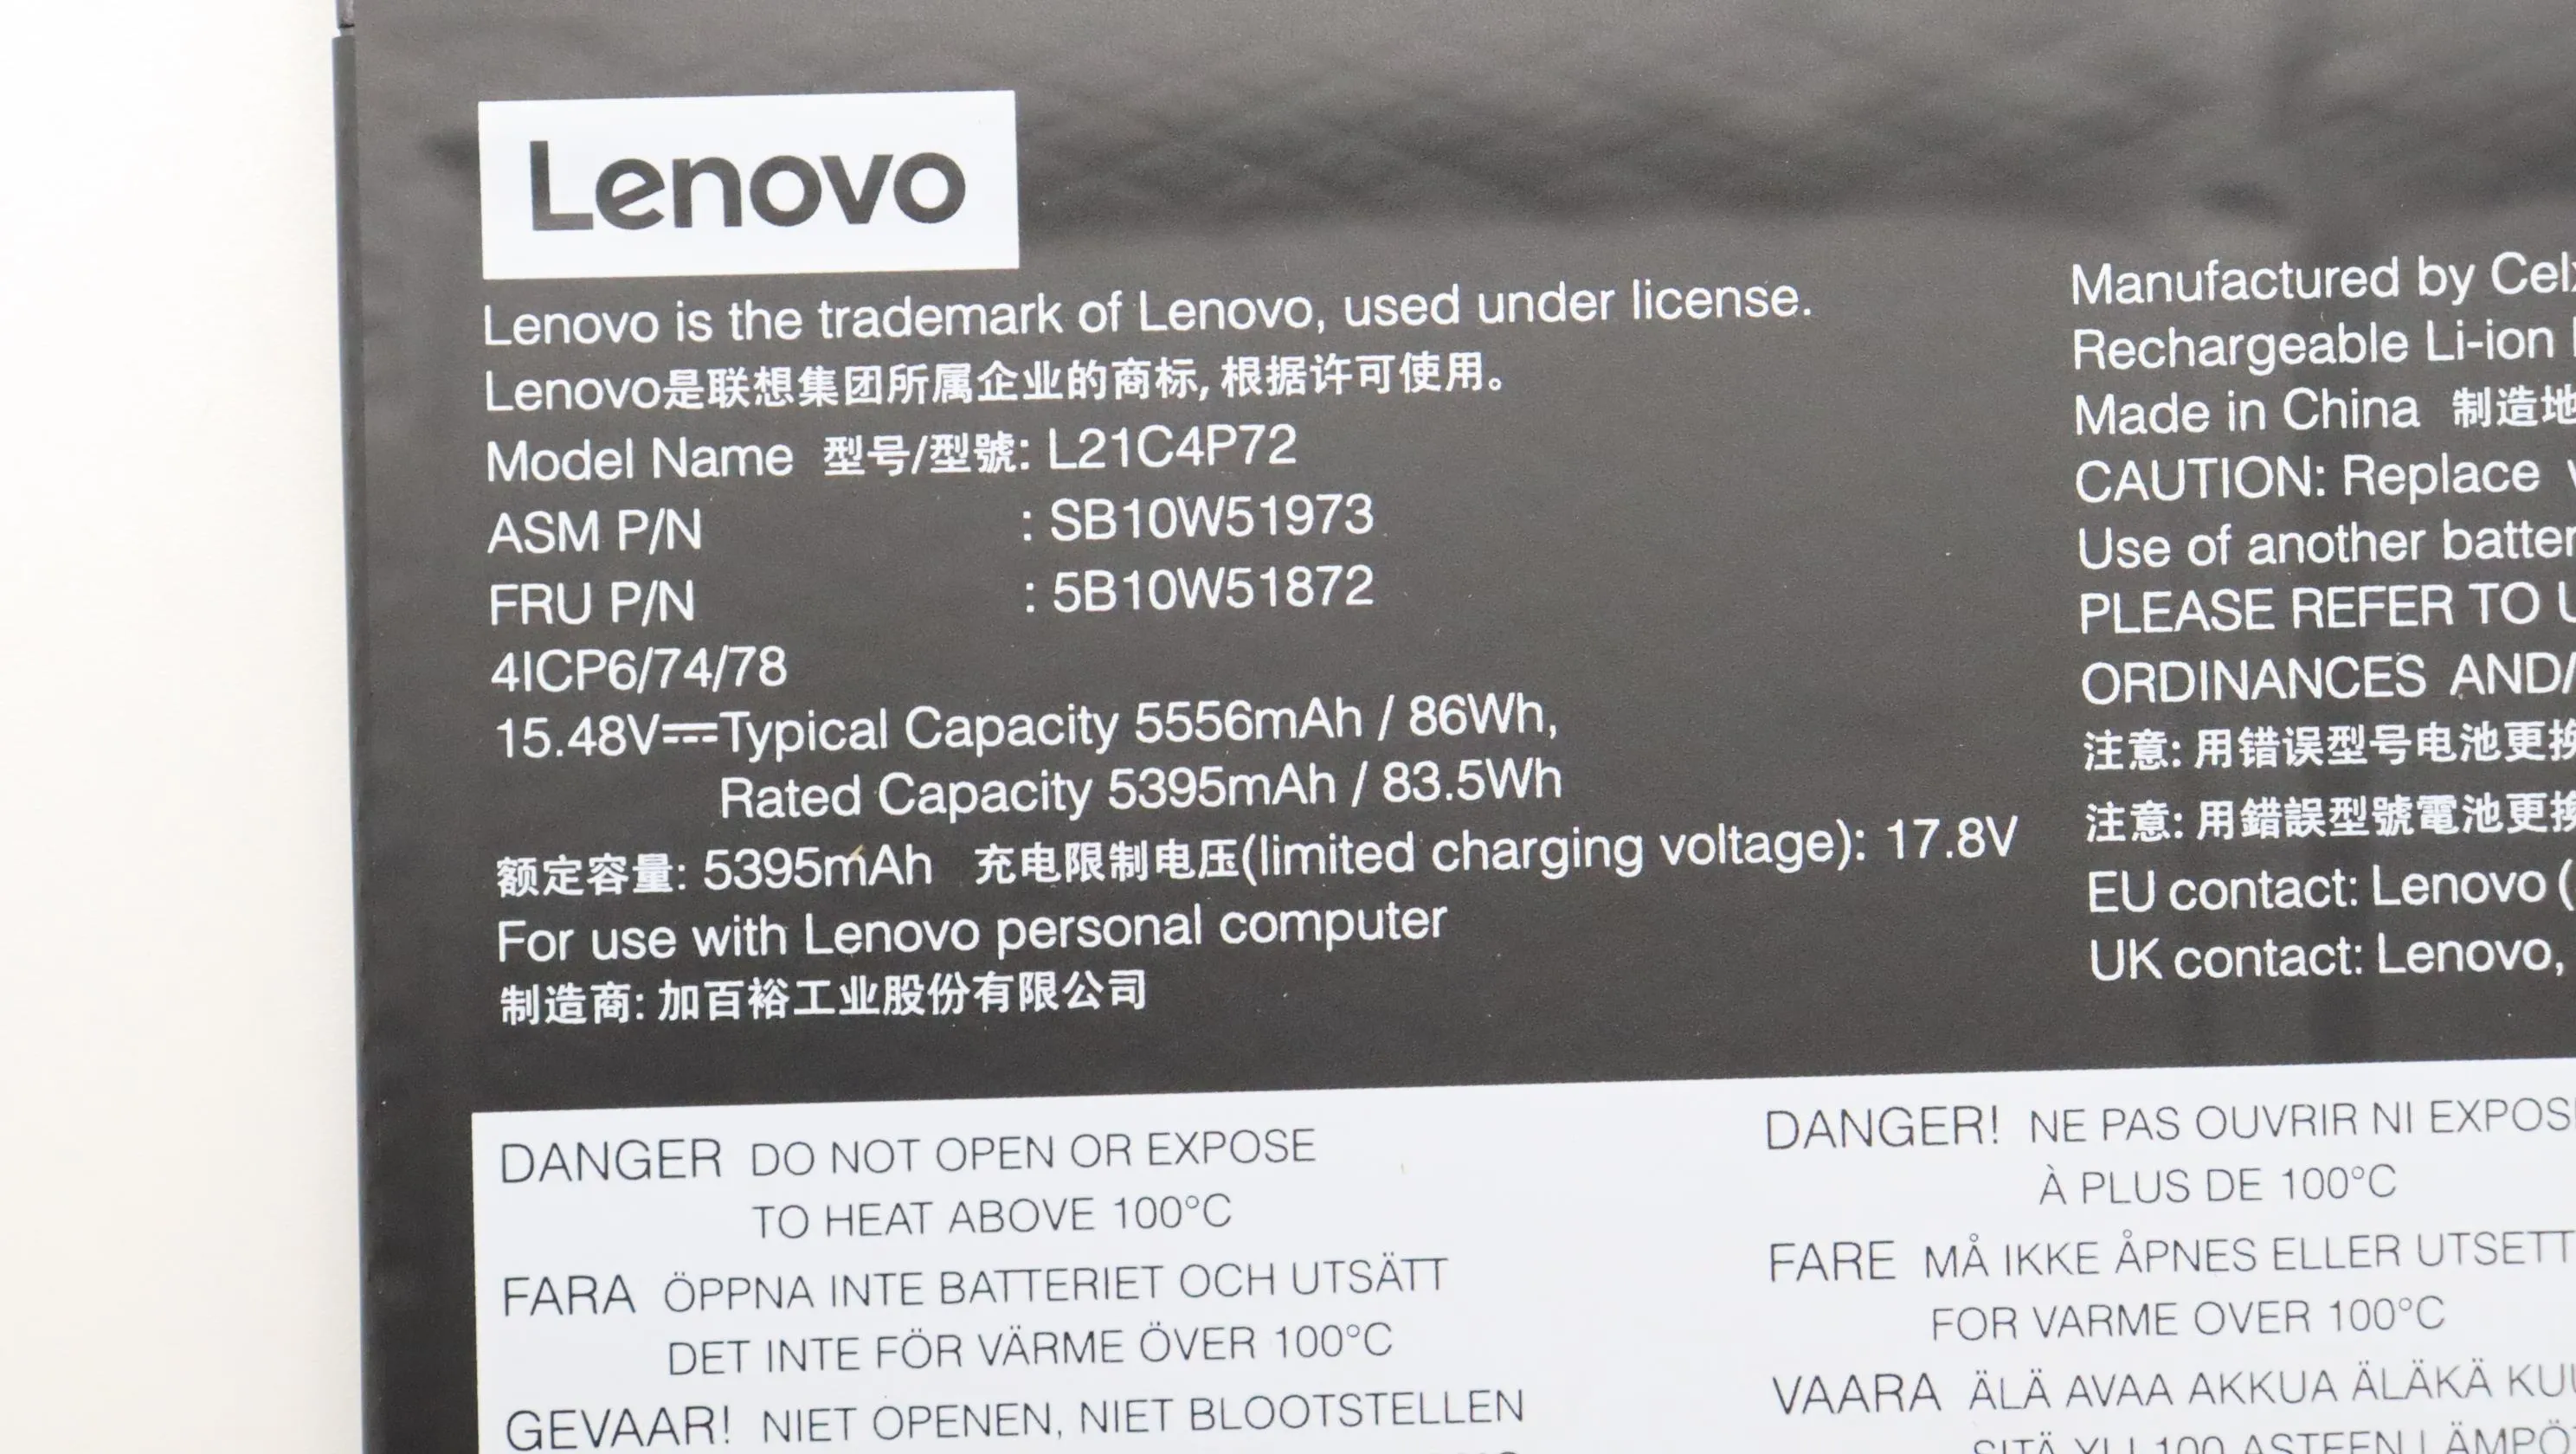 Lenovo
Lenovo is the trademark of Lenovo, used under license.
Lenovo是联想集团所属企业的商标,根据许可使用。
Model Name 型号/型號: L21C4P72
ASM P/N : SB10W51973
FRU P/N : 5B10W51872
4ICP6/74/78
15.48V⎓Typical Capacity 5556mAh / 86Wh,
Rated Capacity 5395mAh / 83.5Wh
额定容量: 5395mAh 充电限制电压(limited charging voltage): 17.8V
For use with Lenovo personal computer
制造商: 加百裕工业股份有限公司
Manufactured by
Rechargeable Li-ion
Made in China 制造地
CAUTION: Replace
Use of another
PLEASE REFER TO
ORDINANCES AND/
注意: 用错误型号电池更换
注意: 用錯誤型號電池更換
EU contact: Lenovo (
UK contact: Lenovo,
DANGER DO NOT OPEN OR EXPOSE
TO HEAT ABOVE 100°C
FARA ÖPPNA INTE BATTERIET OCH UTSÄTT
DET INTE FÖR VÄRME ÖVER 100°C
GEVAAR! NIET OPENEN, NIET BLOOTSTELLEN
DANGER! NE PAS OUVRIR NI
À PLUS DE 100°C
FARE MÅ IKKE ÅPNES ELLER
FOR VARME OVER 100°C
VAARA ÄLÄ AVAA AKKUA ÄLÄKÄ